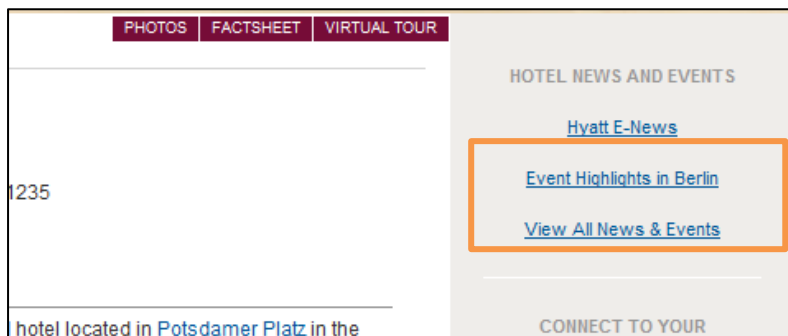 PHOTOS FACTSHEET VIRTUAL TOUR
HOTEL NEWS AND EVENTS
Hyatt E-News
Event Highlights in Berlin
View All News & Events
1235
hotel located in Potsdamer Platz in the
CONNECT TO YOUR